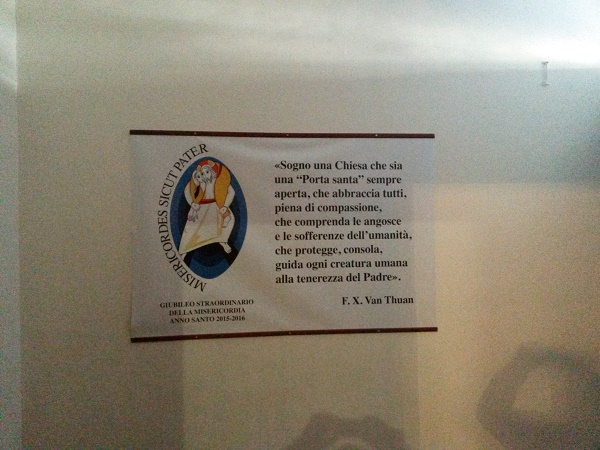 MISERICORDES SICUT PATER
GIUBILEO STRAORDINARIO
DELLA MISERICORDIA
ANNO SANTO 2015-2016
«Sogno una Chiesa che sia
una “Porta santa” sempre
aperta, che abbraccia tutti,
piena di compassione,
che comprenda le angosce
e le sofferenze dell’umanità,
che protegge, consola,
guida ogni creatura umana
alla tenerezza del Padre».
F. X. Van Thuan